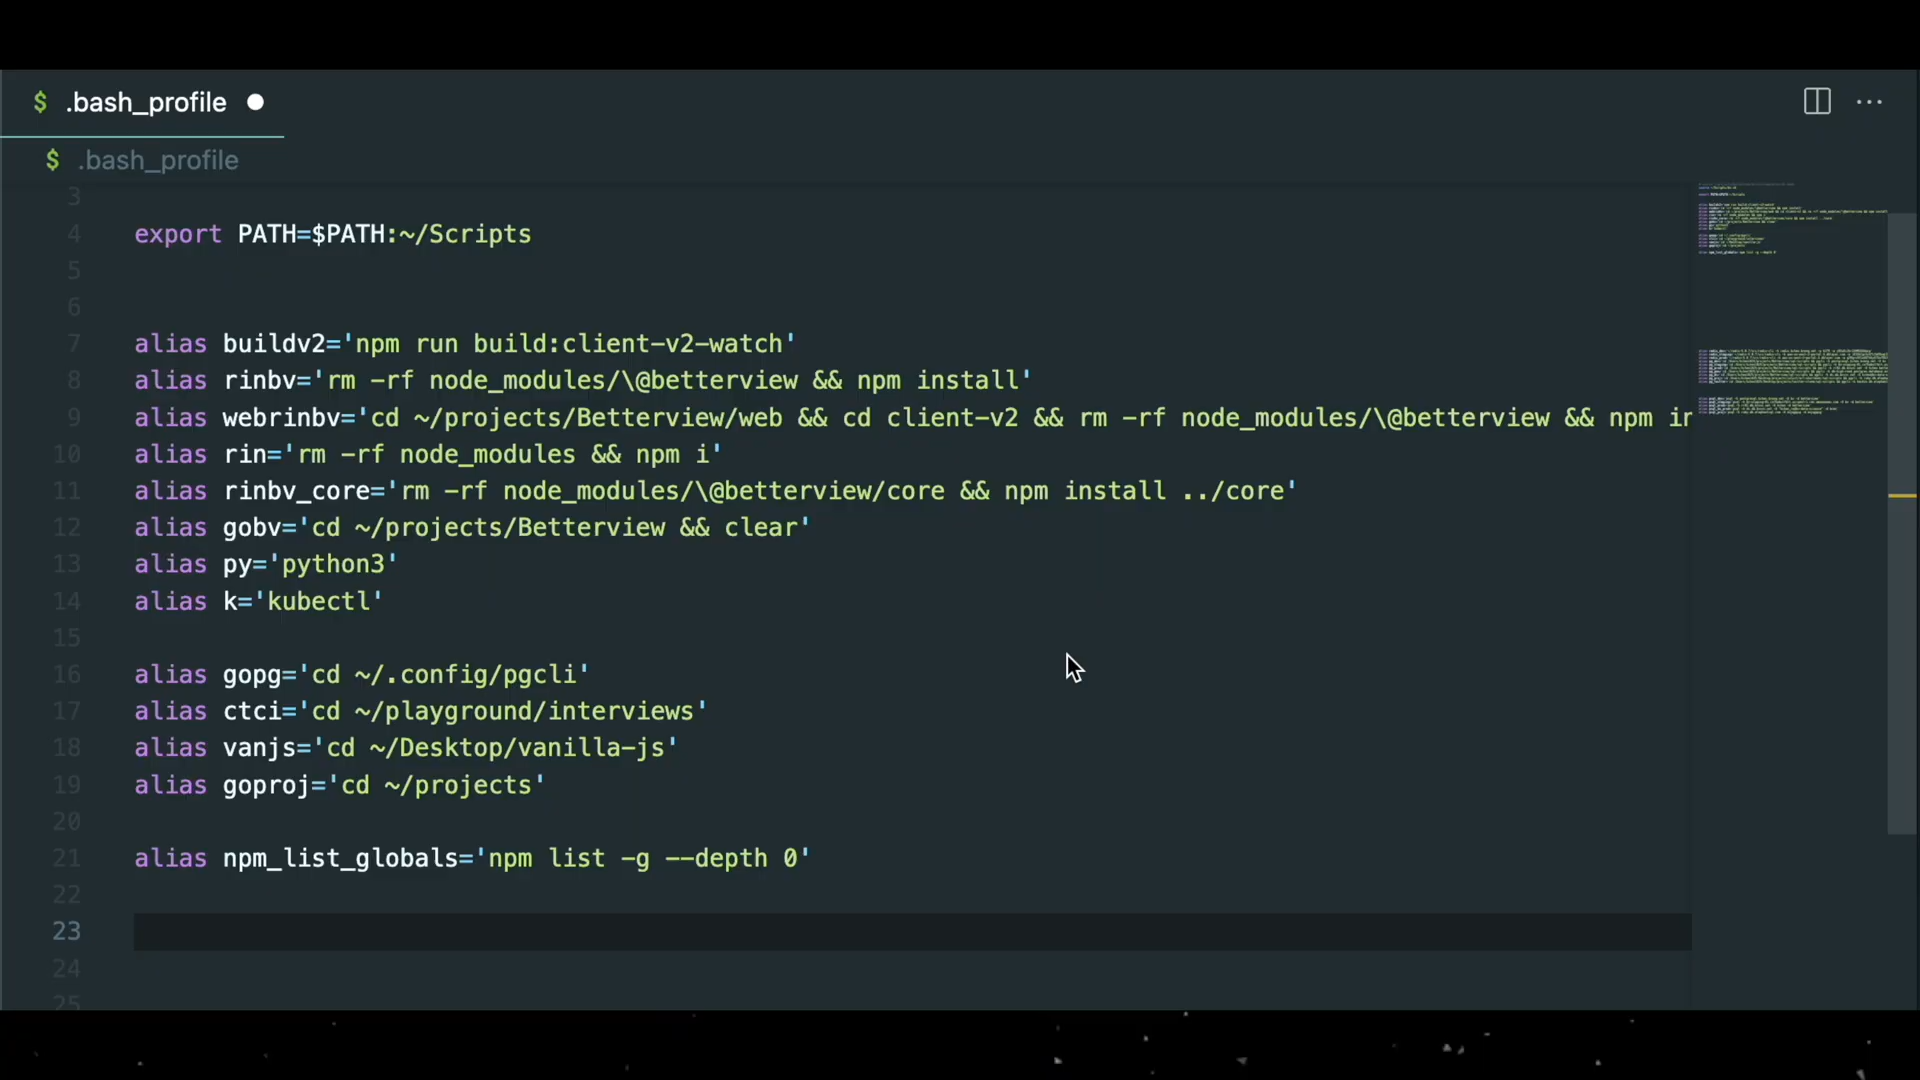 $ .bash_profile
$ .bash_profile
3
4 export PATH=$PATH:~/Scripts
5
6
7 alias buildv2='npm run build:client-v2-watch'
8 alias rinbv='rm -rf node_modules/\@betterview && npm install'
9 alias webrinbv='cd ~/projects/Betterview/web && cd client-v2 && rm -rf node_modules/\@betterview && npm in
10 alias rin='rm -rf node_modules && npm i'
11 alias rinbv_core='rm -rf node_modules/\@betterview/core && npm install ../core'
12 alias gobv='cd ~/projects/Betterview && clear'
13 alias py='python3'
14 alias k='kubectl'
15
16 alias gopg='cd ~/.config/pgcli'
17 alias ctci='cd ~/playground/interviews'
18 alias vanjs='cd ~/Desktop/vanilla-js'
19 alias goproj='cd ~/projects'
20
21 alias npm_list_globals='npm list -g --depth 0'
22
23
24
25